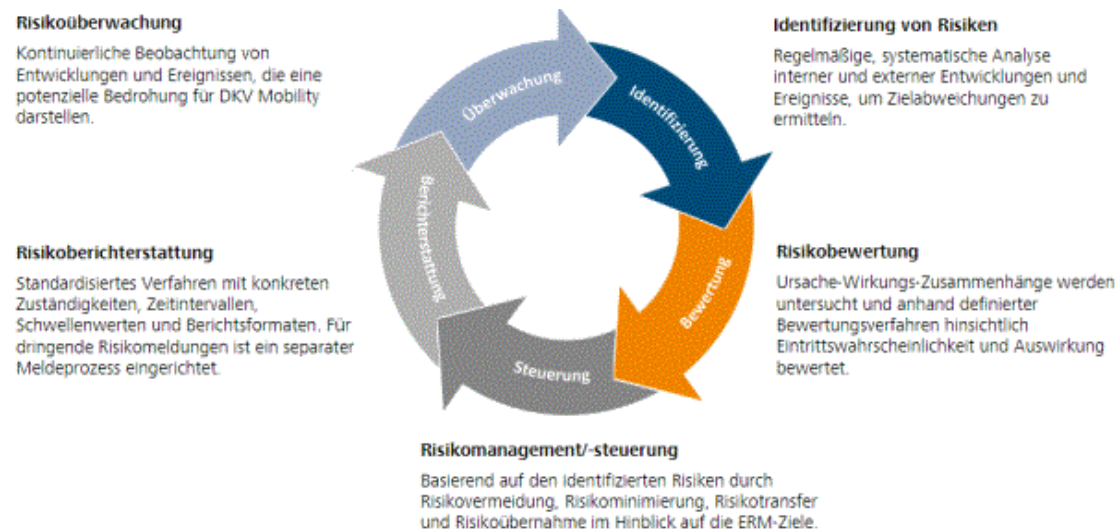 Risikoüberwachung
Kontinuierliche Beobachtung von
Entwicklungen und Ereignissen, die eine
potenzielle Bedrohung für DKV Mobility
darstellen.
Identifizierung von Risiken
Regelmäßige, systematische Analyse
interner und externer Entwicklungen und
Ereignisse, um Zielabweichungen zu
ermitteln.
Überwachung
Identifizierung
Berichterstattung
Bewertung
Steuerung
Risikoberichterstattung
Standardisiertes Verfahren mit konkreten
Zuständigkeiten, Zeitintervallen,
Schwellenwerten und Berichtsformaten. Für
dringende Risikomeldungen ist ein separater
Meldeprozess eingerichtet.
Risikobewertung
Ursache-Wirkungs-Zusammenhänge werden
untersucht und anhand definierter
Bewertungsverfahren hinsichtlich
Eintrittswahrscheinlichkeit und Auswirkung
bewertet.
Risikomanagement/-steuerung
Basierend auf den identifizierten Risiken durch
Risikovermeidung, Risikominimierung, Risikotransfer
und Risikoübernahme im Hinblick auf die ERM-Ziele.